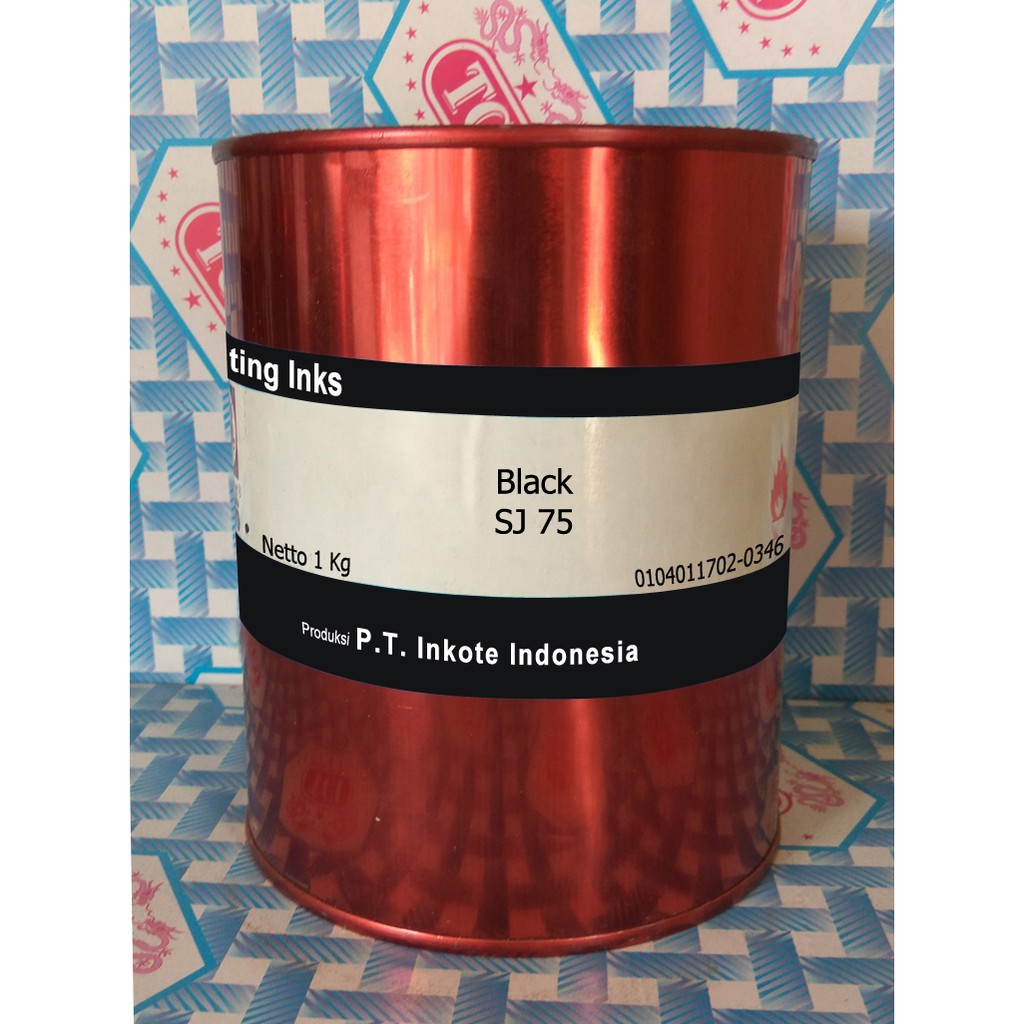 ting Inks
Black
SJ 75
Netto 1 Kg
0104011702-0346
Produksi P.T. Inkote Indonesia